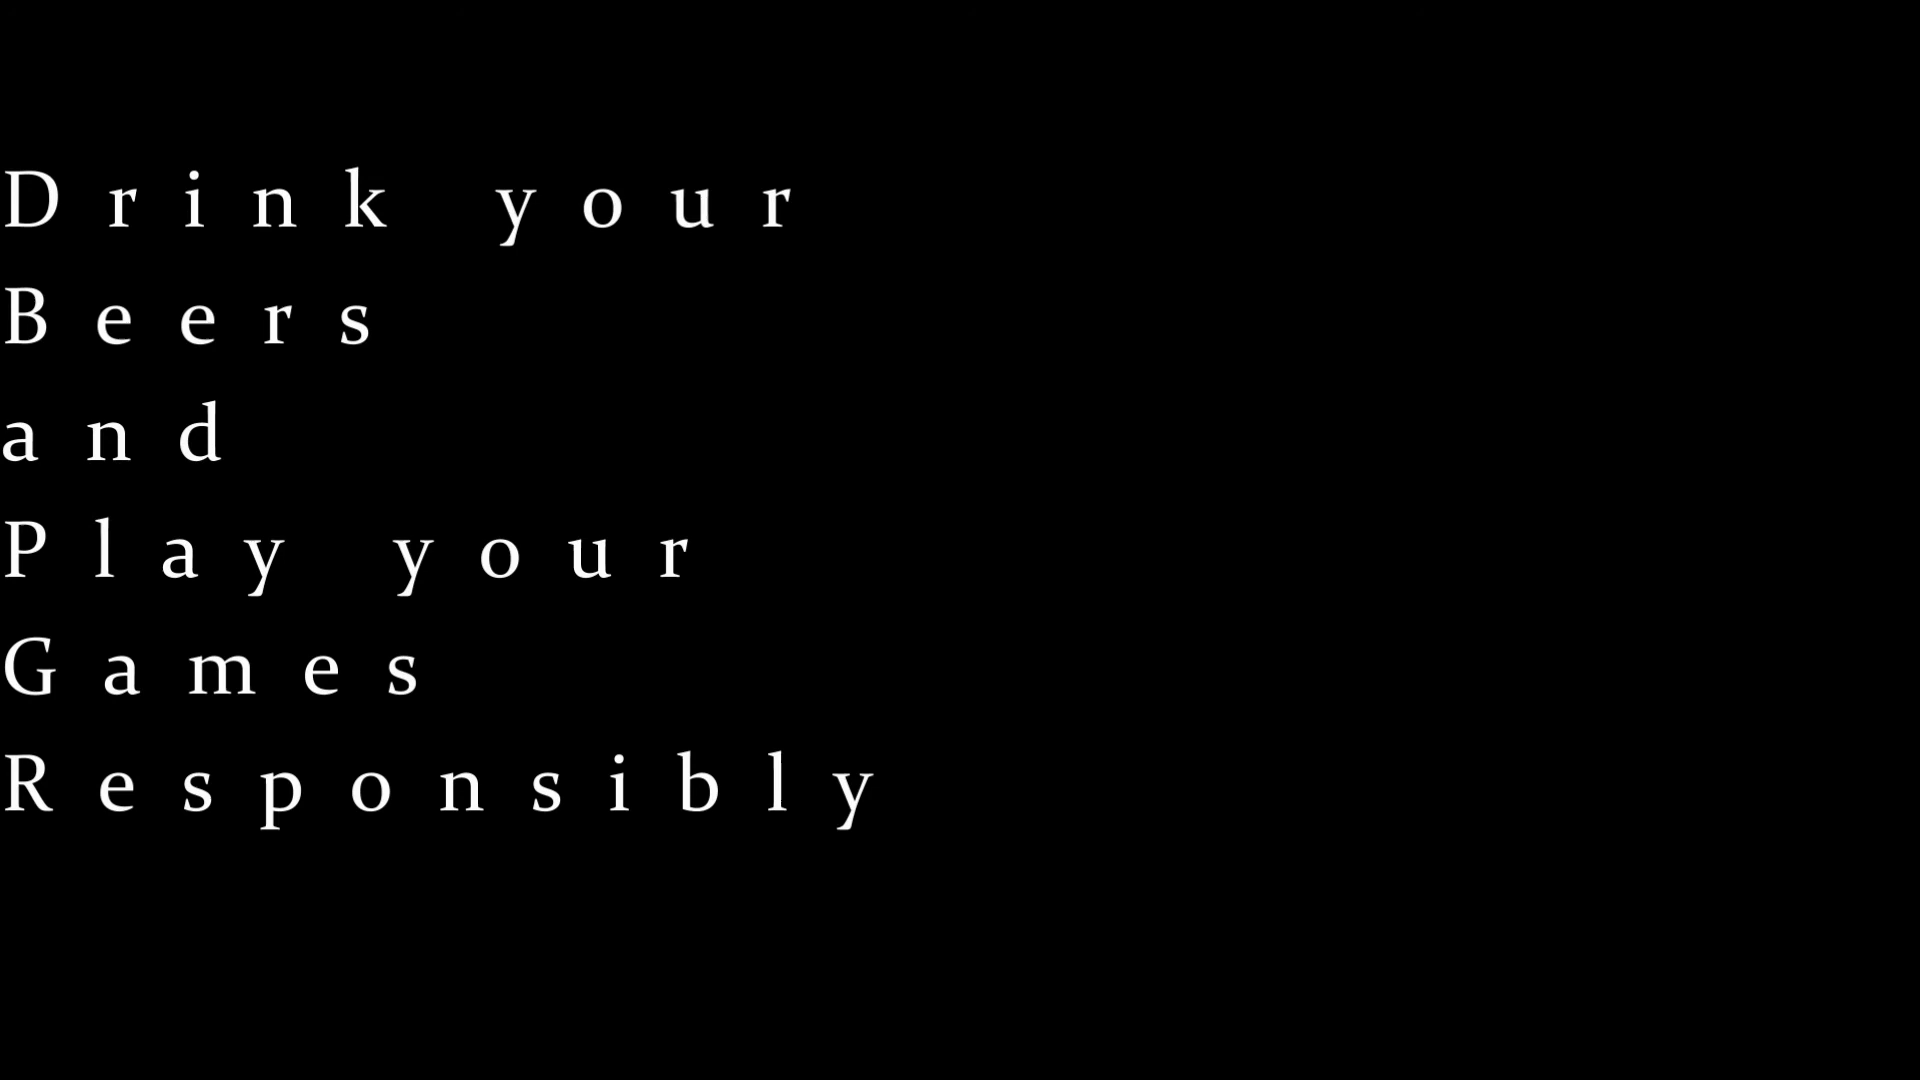 Drink your
Beers
and
Play your
Games
Responsibly